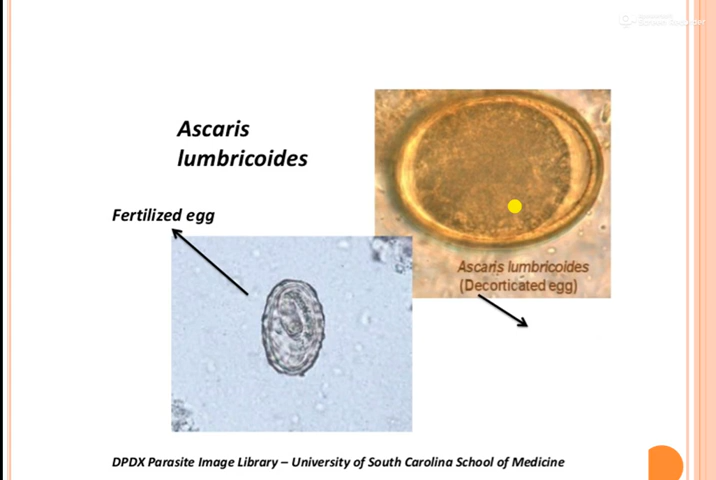 Ascaris
lumbricoides
Fertilized egg
Ascaris lumbricoides
(Decorticated egg)
DPDX Parasite Image Library – University of South Carolina School of Medicine